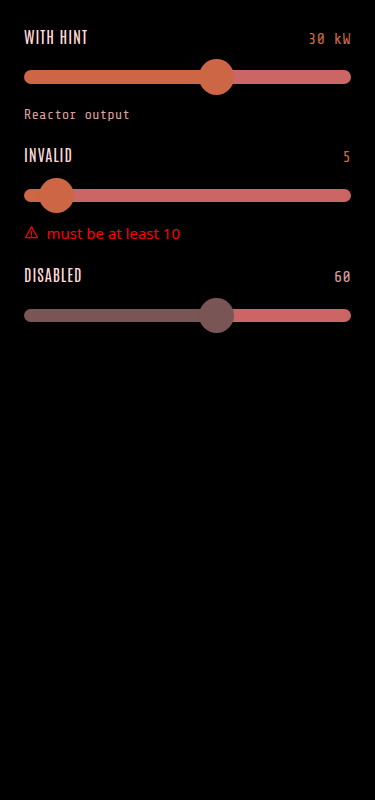 WITH HINT 30 kW
Reactor output
INVALID 5
⚠ must be at least 10
DISABLED 60